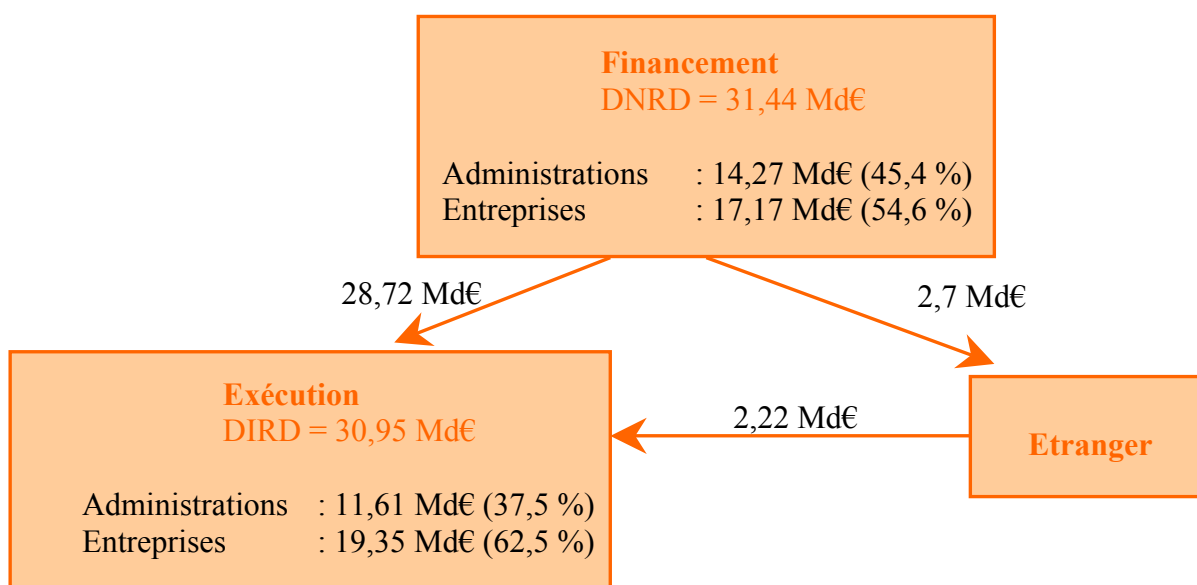 Financement
DNRD = 31,44 Md€
Administrations : 14,27 Md€ (45,4 %)
Entreprises : 17,17 Md€ (54,6 %)
28,72 Md€
2,7 Md€
Exécution
DIRD = 30,95 Md€
Administrations : 11,61 Md€ (37,5 %)
Entreprises : 19,35 Md€ (62,5 %)
2,22 Md€
Etranger